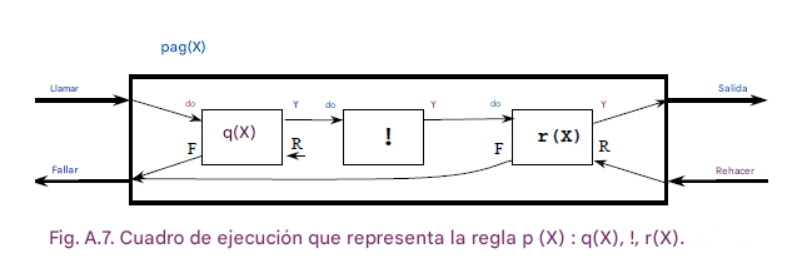 pag(X)
Llamar
Salida
do
Y
do
Y
do
Y
q(X)
!
r(X)
F
R
F
R
Fallar
Rehacer
Fig. A.7. Cuadro de ejecución que representa la regla p (X) : q(X), !, r(X).